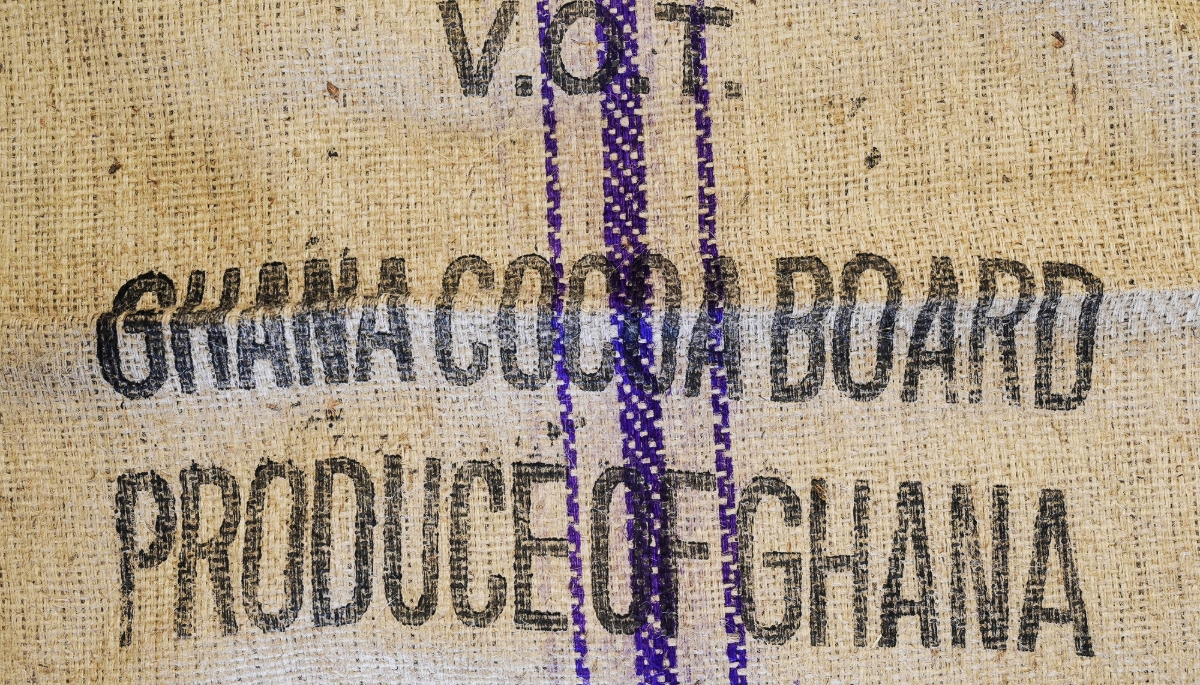 V.O.T.
GHANA COCOA BOARD
PRODUCE OF GHANA